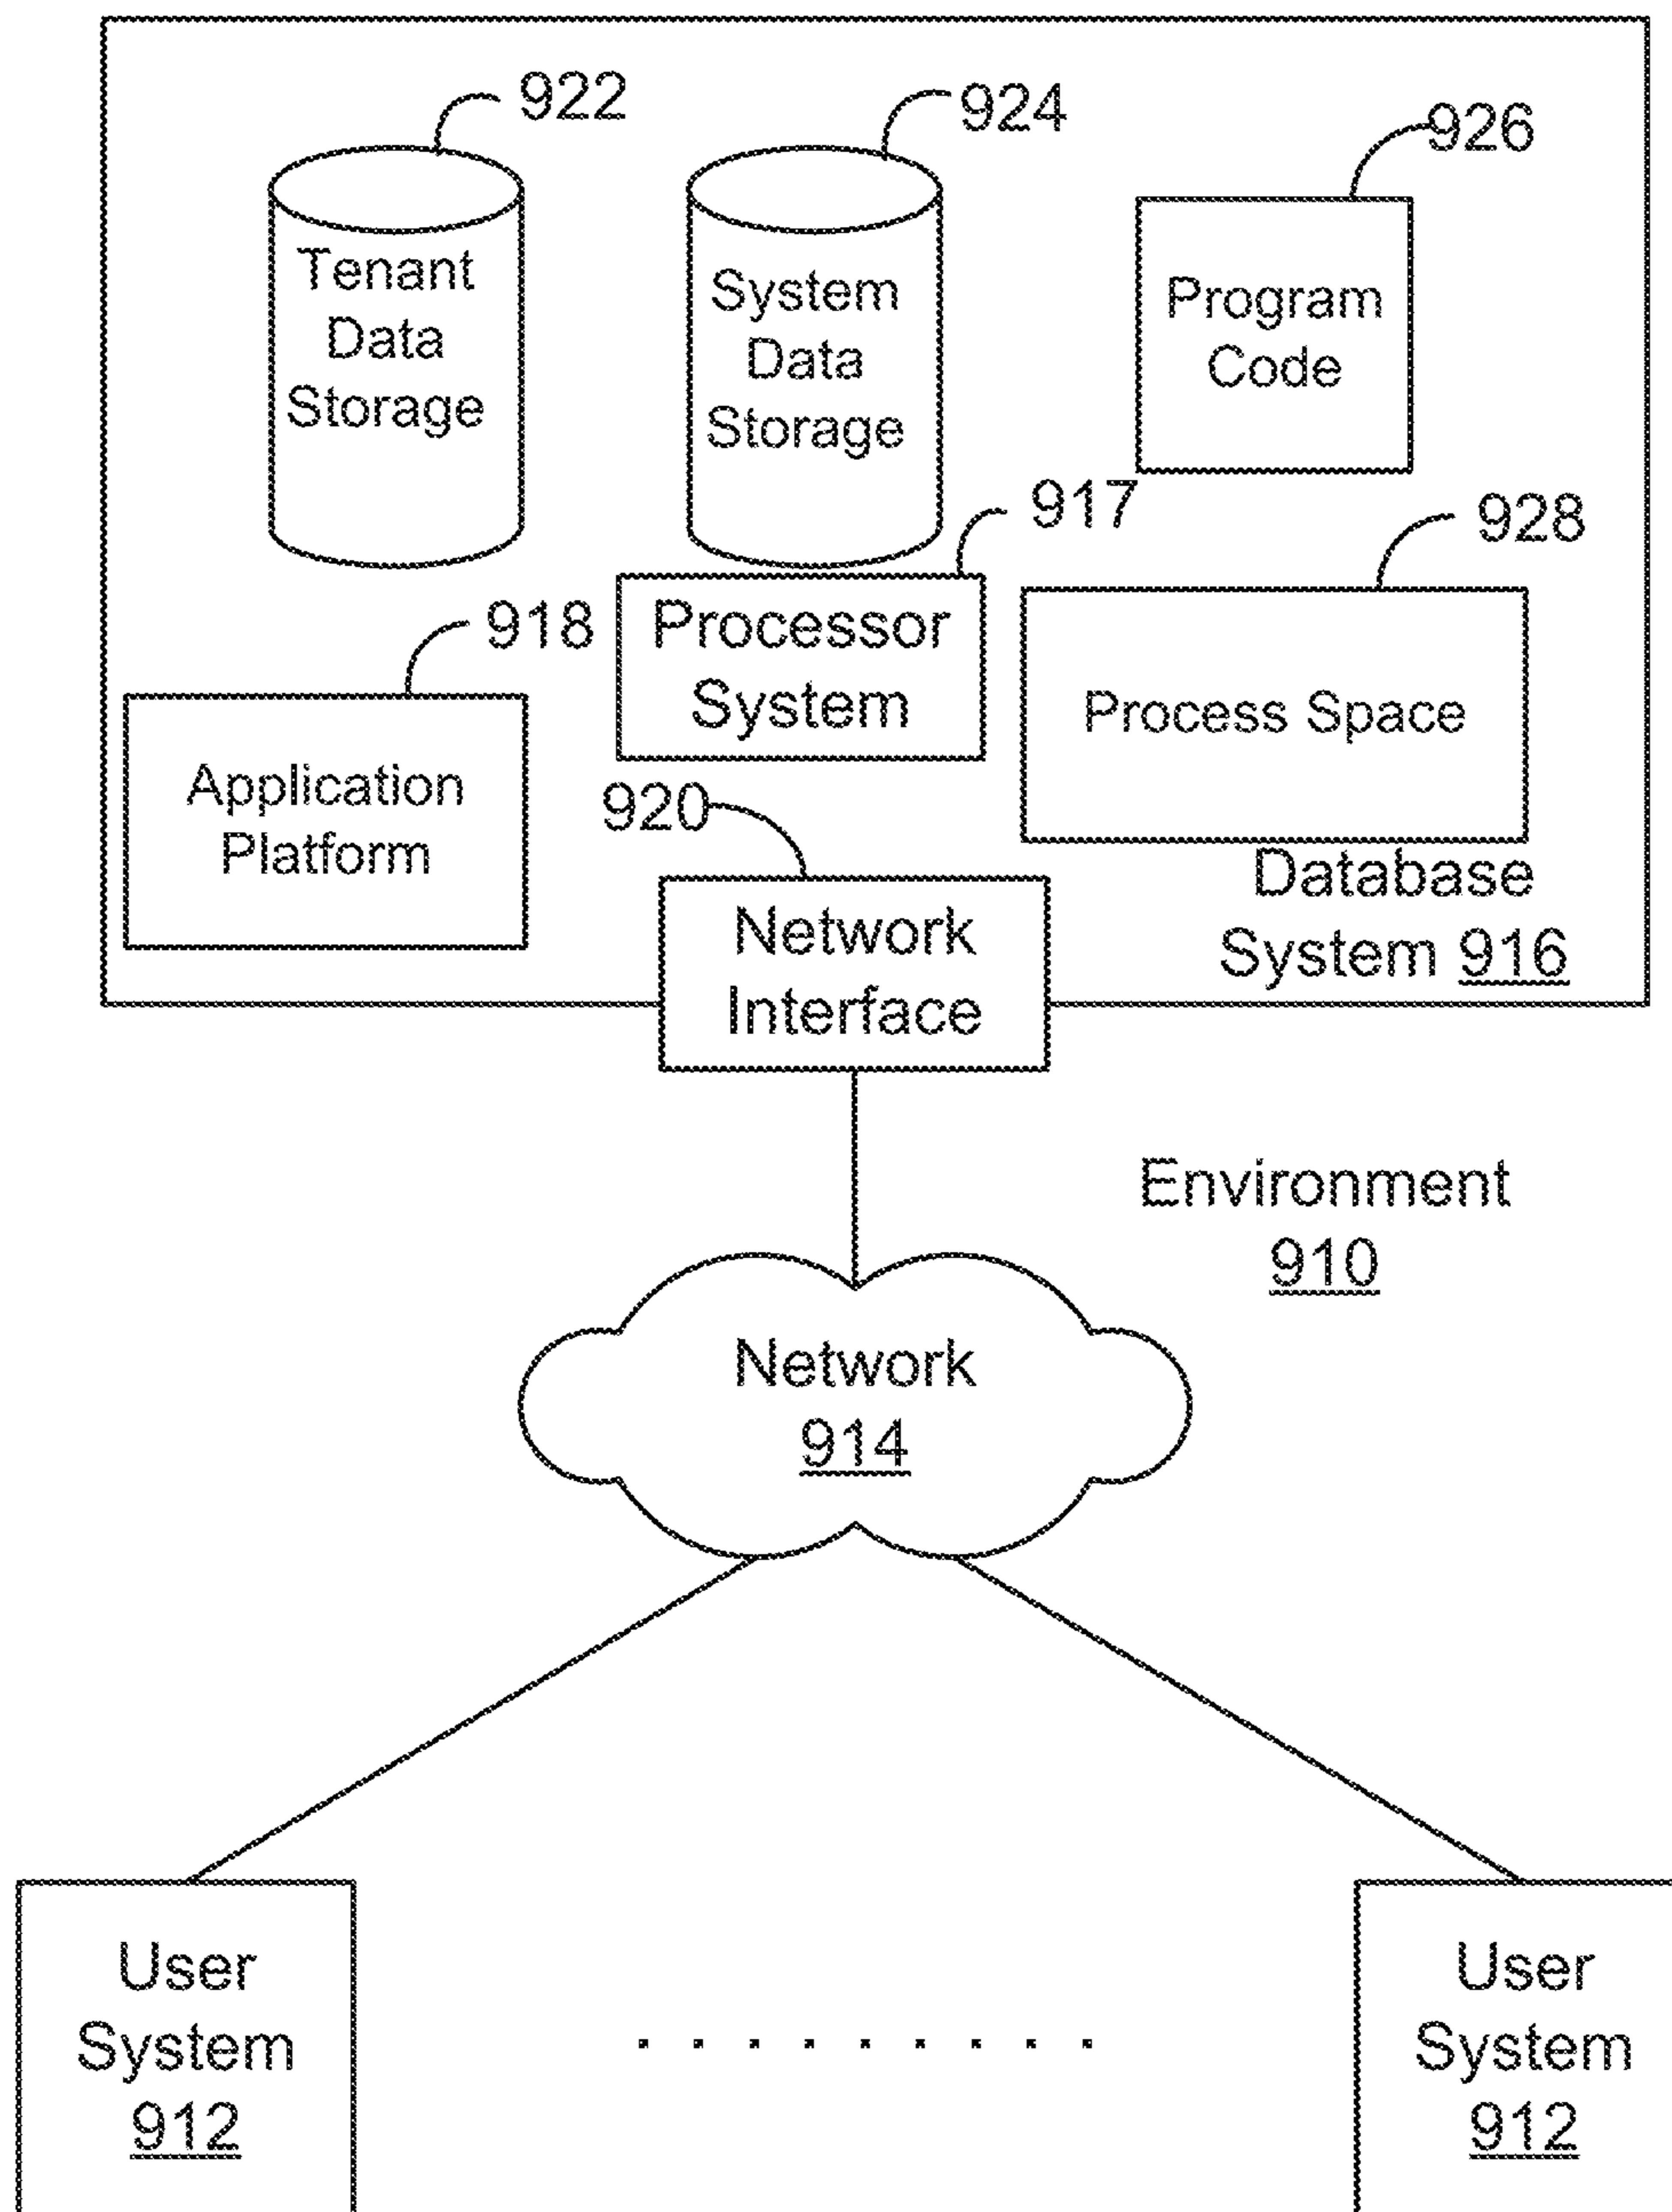 922
924
926
Tenant
Data
Storage
System
Data
Storage
Program
Code
917
928
918
Processor
System
Process Space
Application
Platform
920
Database
System 916
Network
Interface
Environment
910
Network
914
User
System
912
User
System
912